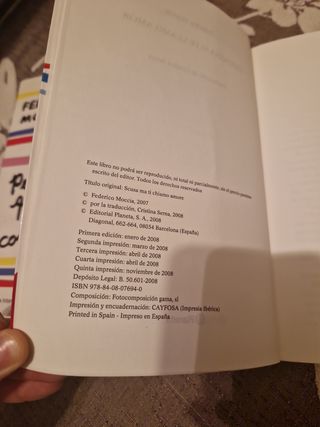 Este libro no podrá ser reproducido, ni total ni parcialmente, sin el previo permiso
escrito del editor. Todos los derechos reservados
Título original: Scusa ma ti chiamo amore
© Federico Moccia, 2007
© por la traducción, Cristina Serna, 2008
© Editorial Planeta, S. A., 2008
Diagonal, 662-664, 08034 Barcelona (España)
Primera edición: enero de 2008
Segunda impresión: marzo de 2008
Tercera impresión: abril de 2008
Cuarta impresión: abril de 2008
Quinta impresión: noviembre de 2008
Depósito Legal: B. 50.601-2008
ISBN 978-84-08-07694-0
Composición: Fotocomposición gama, sl
Impresión y encuadernación: CAYFOSA (Impresia Ibérica)
Printed in Spain - Impreso en España